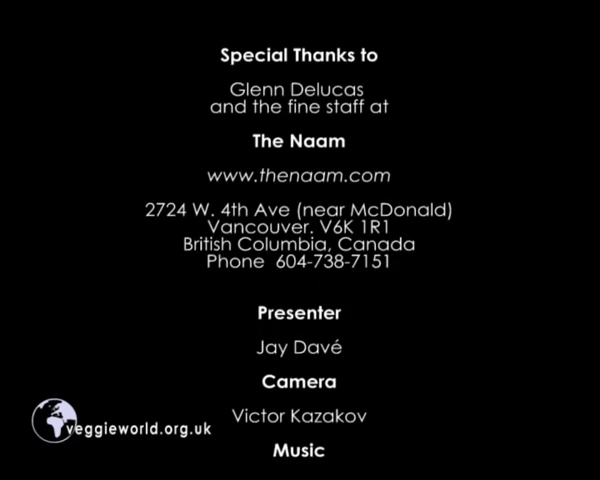 Special Thanks to
Glenn Delucas
and the fine staff at
The Naam
www.thenaam.com
2724 W. 4th Ave (near McDonald)
Vancouver. V6K 1R1
British Columbia, Canada
Phone 604-738-7151
Presenter
Jay Davé
Camera
Victor Kazakov
veggieworld.org.uk
Music